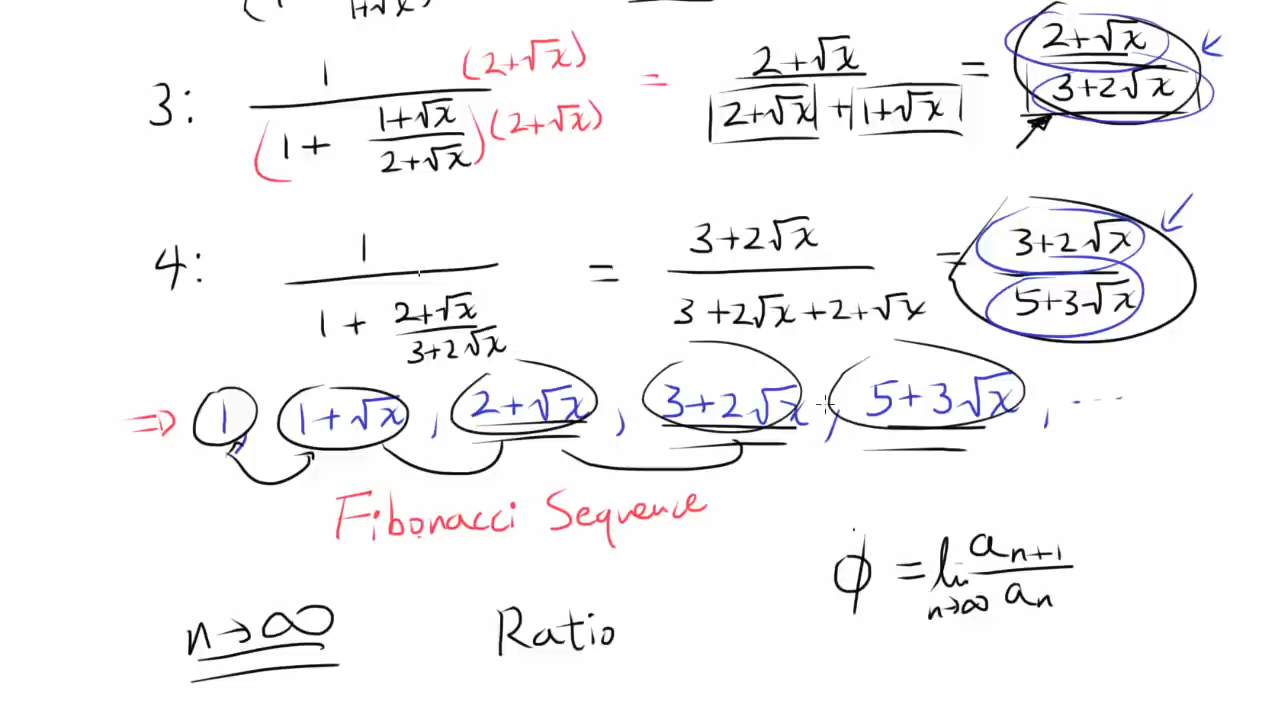 (1 1+√x)
3: 1/(1 + (1+√x)/(2+√x)) (2+√x) (2+√x) = (2+√x)/(2+√x + 1+√x) = (2+√x)/(3+2√x)
4: 1/(1 + (2+√x)/(3+2√x)) = (3+2√x)/(3+2√x+2+√x) = (3+2√x)/(5+3√x)
⇒ 1, 1+√x, 2+√x, 3+2√x, 5+3√x, ...
Fibonacci Sequence
ϕ = lim n→∞ a_{n+1}/a_n
n→∞ Ratio